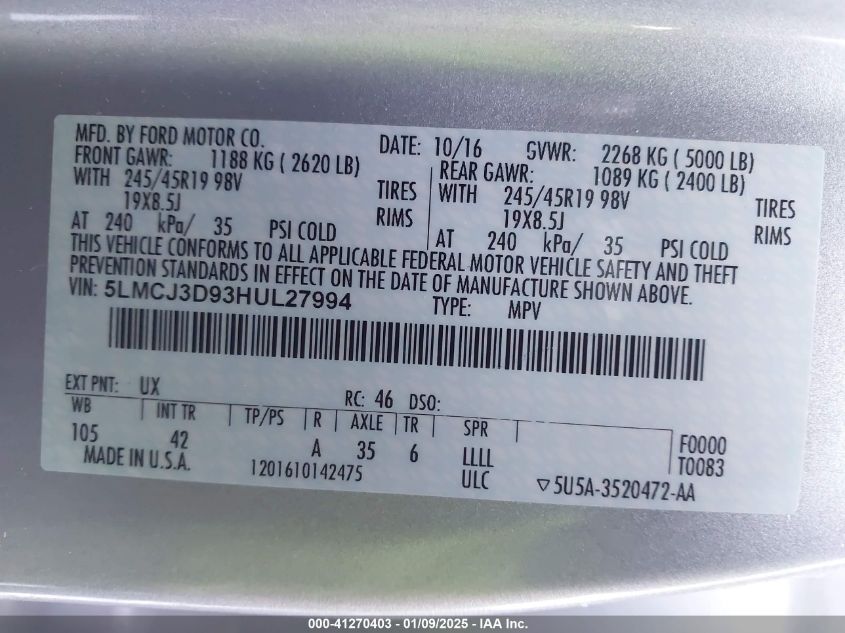 MFD. BY FORD MOTOR CO. DATE: 10/16 GVWR: 2268 KG ( 5000 LB)
FRONT GAWR: 1188 KG ( 2620 LB) REAR GAWR: 1089 KG ( 2400 LB)
WITH 245/45R19 98V TIRES WITH 245/45R19 98V TIRES
19X8.5J RIMS 19X8.5J RIMS
AT 240 kPa/ 35 PSI COLD AT 240 kPa/ 35 PSI COLD
THIS VEHICLE CONFORMS TO ALL APPLICABLE FEDERAL MOTOR VEHICLE SAFETY AND THEFT
PREVENTION STANDARDS IN EFFECT ON THE DATE OF MANUFACTURE SHOWN ABOVE.
VIN: 5LMCJ3D93HUL27994 TYPE: MPV
EXT PNT: UX RC: 46 DSO:
WB INT TR TP/PS R AXLE TR SPR
105 42 A 35 6 LLLL F0000
MADE IN U.S.A. 1201610142475 ULC T0083
5U5A-3520472-AA
000-41270403 - 01/09/2025 - IAA Inc.